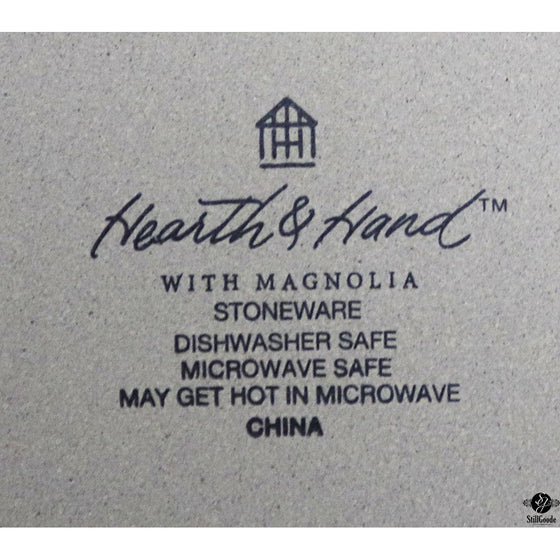 Hearth & Hand™
WITH MAGNOLIA
STONEWARE
DISHWASHER SAFE
MICROWAVE SAFE
MAY GET HOT IN MICROWAVE
CHINA
StillGoode